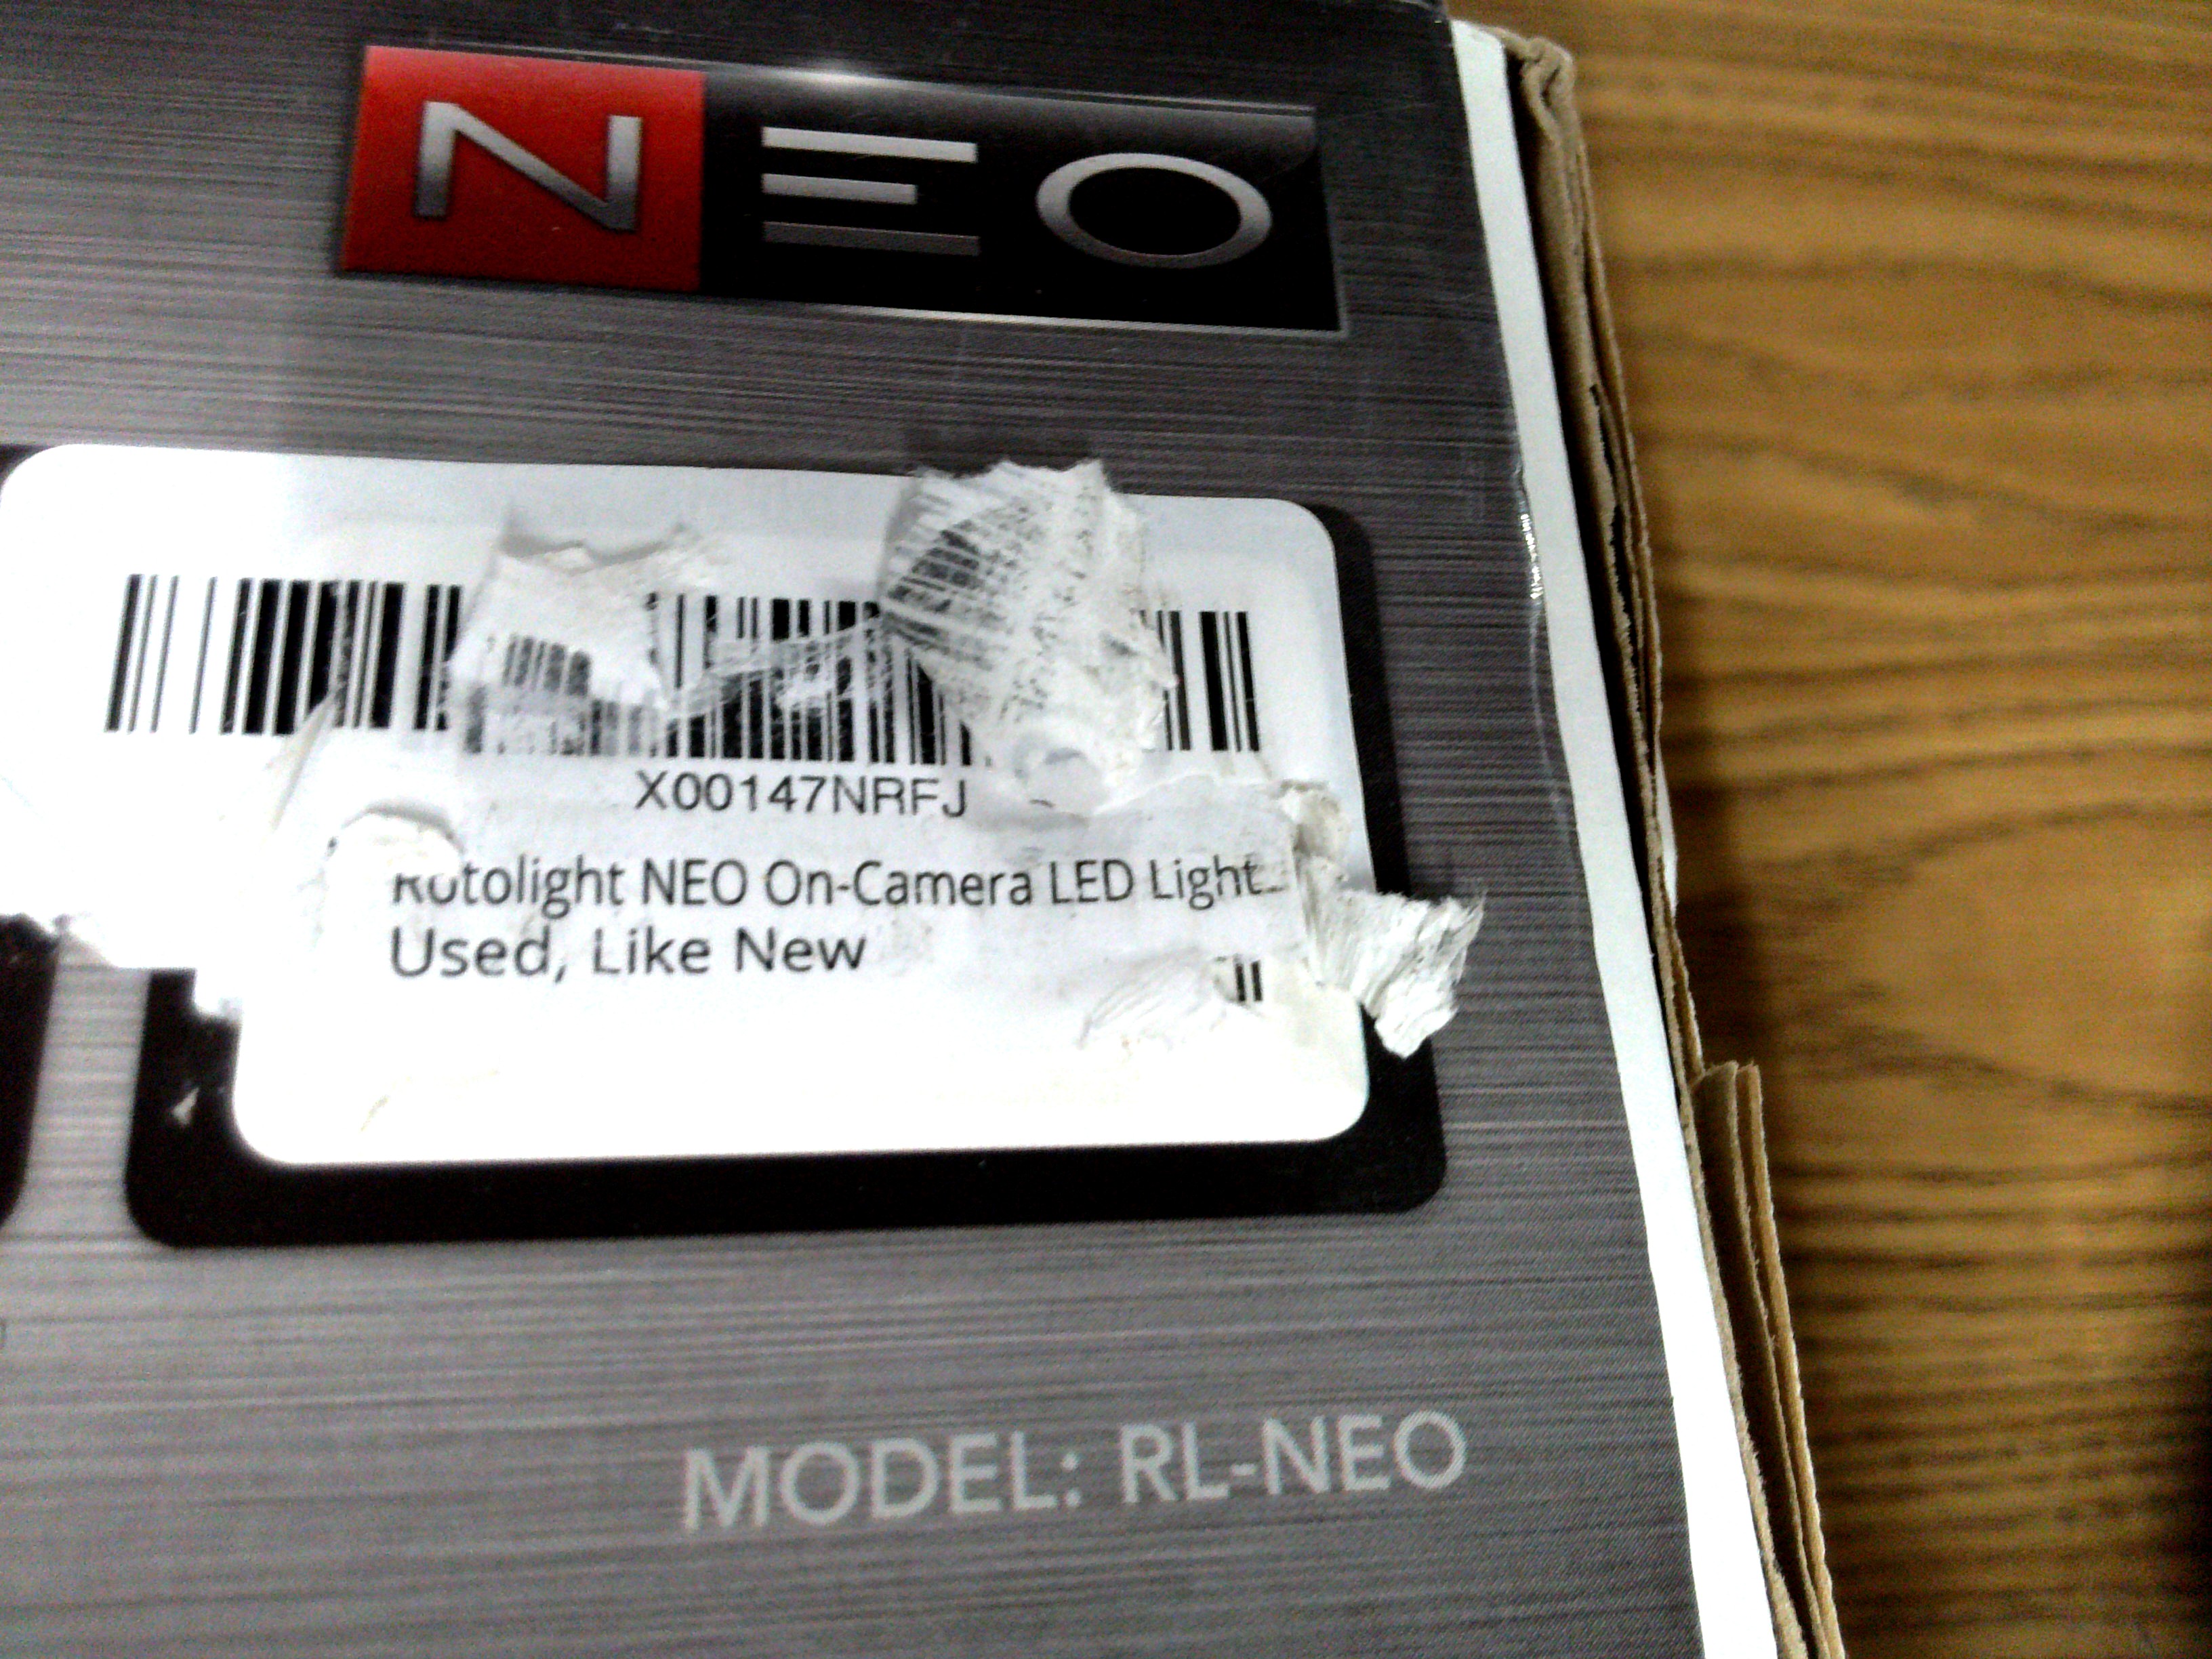 NEO
X00147NRFJ
Rotolight NEO On-Camera LED Light
Used, Like New
MODEL: RL-NEO